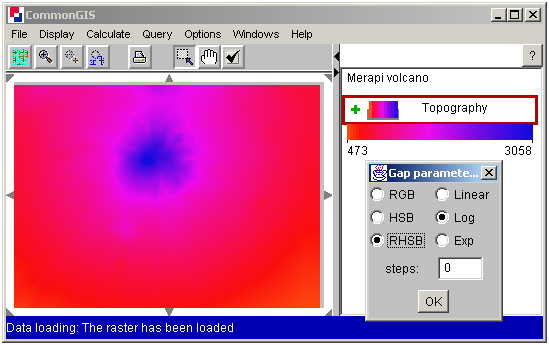 CommonGIS
File Display Calculate Query Options Windows Help
?
Merapi volcano
Topography
473 3058
Gap paramete...
RGB Linear
HSB Log
RHSB Exp
steps: 0
OK
Data loading: The raster has been loaded